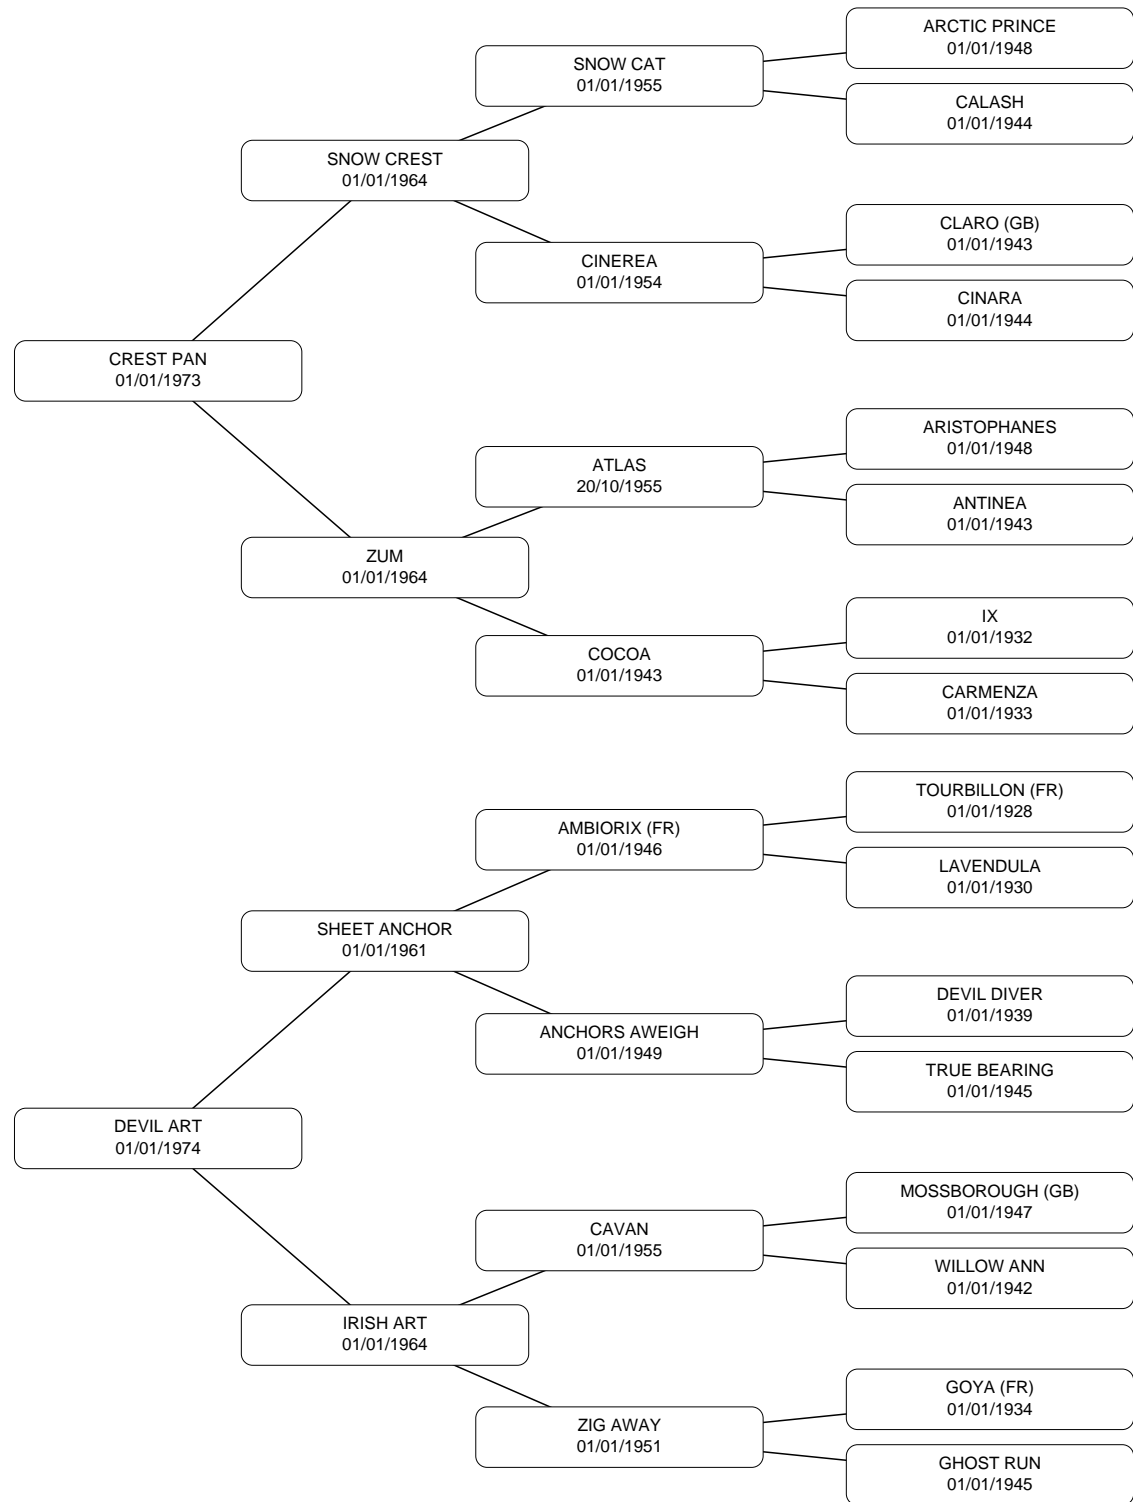 ARCTIC PRINCE
01/01/1948
SNOW CAT
01/01/1955
CALASH
01/01/1944
SNOW CREST
01/01/1964
CLARO (GB)
01/01/1943
CINEREA
01/01/1954
CINARA
01/01/1944
CREST PAN
01/01/1973
ARISTOPHANES
01/01/1948
ATLAS
20/10/1955
ANTINEA
01/01/1943
ZUM
01/01/1964
IX
01/01/1932
COCOA
01/01/1943
CARMENZA
01/01/1933
TOURBILLON (FR)
01/01/1928
AMBIORIX (FR)
01/01/1946
LAVENDULA
01/01/1930
SHEET ANCHOR
01/01/1961
DEVIL DIVER
01/01/1939
ANCHORS AWEIGH
01/01/1949
TRUE BEARING
01/01/1945
DEVIL ART
01/01/1974
MOSSBOROUGH (GB)
01/01/1947
CAVAN
01/01/1955
WILLOW ANN
01/01/1942
IRISH ART
01/01/1964
GOYA (FR)
01/01/1934
ZIG AWAY
01/01/1951
GHOST RUN
01/01/1945